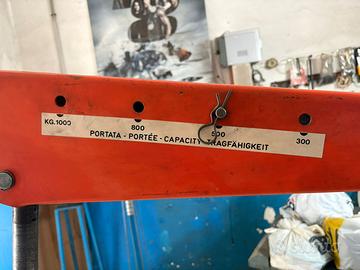 KG.1000 800 500 300
PORTATA - PORTÉE - CAPACITY - TRAGFÄHIGKEIT